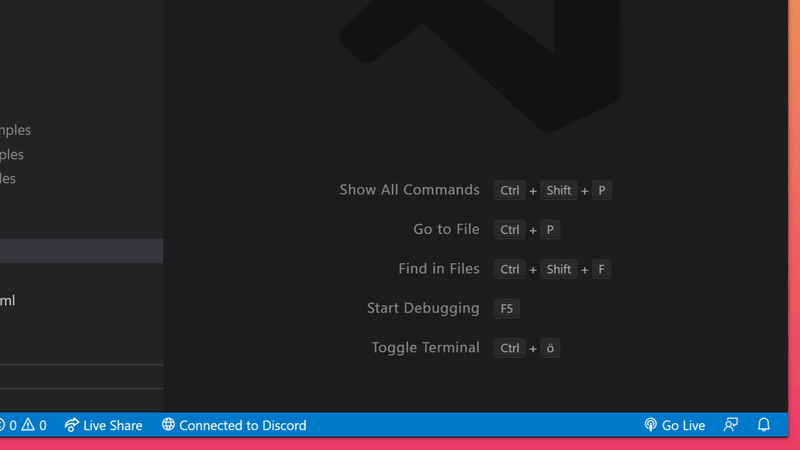 mples
ples
les
ml
Show All Commands Ctrl + Shift + P
Go to File Ctrl + P
Find in Files Ctrl + Shift + F
Start Debugging F5
Toggle Terminal Ctrl + ö
0 0 Live Share Connected to Discord Go Live